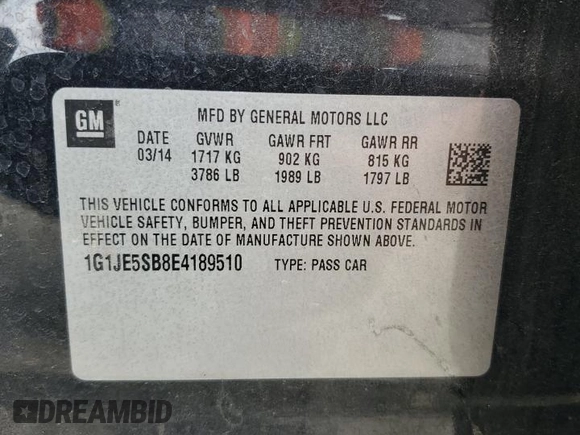 GM
®
MFD BY GENERAL MOTORS LLC
DATE GVWR GAWR FRT GAWR RR
03/14 1717 KG 902 KG 815 KG
3786 LB 1989 LB 1797 LB
THIS VEHICLE CONFORMS TO ALL APPLICABLE U.S. FEDERAL MOTOR
VEHICLE SAFETY, BUMPER, AND THEFT PREVENTION STANDARDS IN
EFFECT ON THE DATE OF MANUFACTURE SHOWN ABOVE.
1G1JE5SB8E4189510 TYPE: PASS CAR
DREAMBID